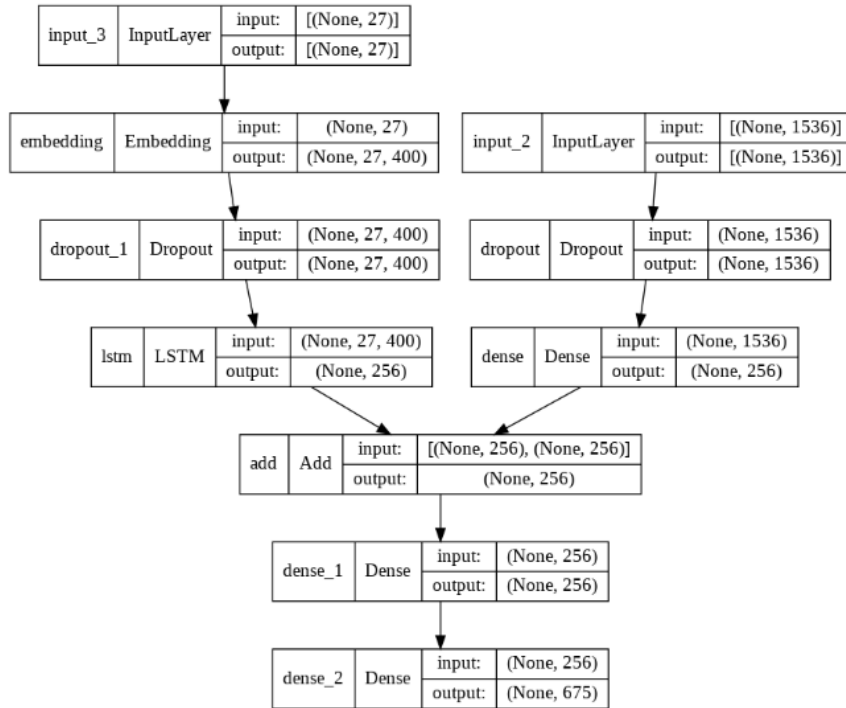 input_3 InputLayer input: [(None, 27)]
output: [(None, 27)]
embedding Embedding input: (None, 27)
output: (None, 27, 400)
input_2 InputLayer input: [(None, 1536)]
output: [(None, 1536)]
dropout_1 Dropout input: (None, 27, 400)
output: (None, 27, 400)
dropout Dropout input: (None, 1536)
output: (None, 1536)
lstm LSTM input: (None, 27, 400)
output: (None, 256)
dense Dense input: (None, 1536)
output: (None, 256)
add Add input: [(None, 256), (None, 256)]
output: (None, 256)
dense_1 Dense input: (None, 256)
output: (None, 256)
dense_2 Dense input: (None, 256)
output: (None, 675)